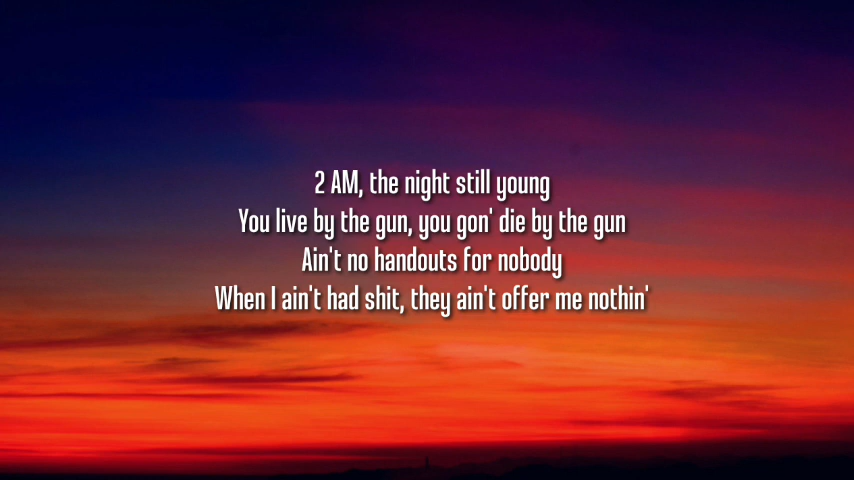 2 AM, the night still young
You live by the gun, you gon' die by the gun
Ain't no handouts for nobody
When I ain't had shit, they ain't offer me nothin'